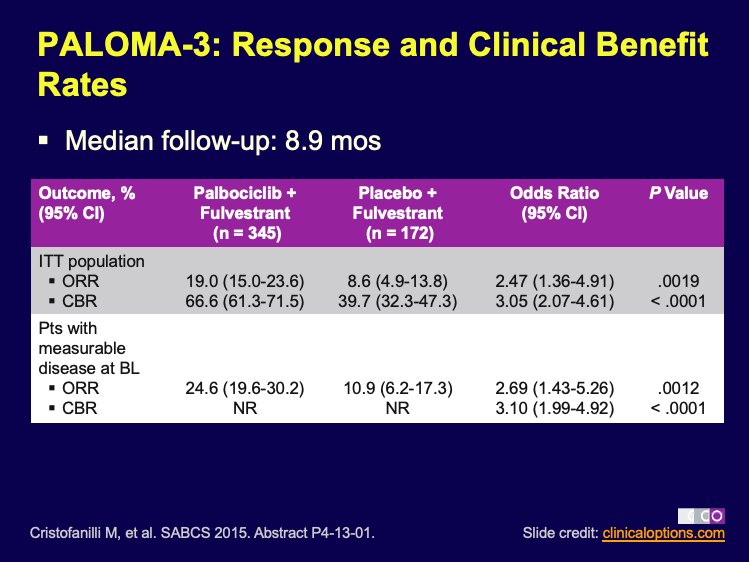 PALOMA-3: Response and Clinical Benefit
Rates
▪ Median follow-up: 8.9 mos
Outcome, % (95% CI) Palbociclib + Fulvestrant (n = 345) Placebo + Fulvestrant (n = 172) Odds Ratio (95% CI) P Value
ITT population
▪ ORR 19.0 (15.0-23.6) 8.6 (4.9-13.8) 2.47 (1.36-4.91) .0019
▪ CBR 66.6 (61.3-71.5) 39.7 (32.3-47.3) 3.05 (2.07-4.61) < .0001
Pts with
measurable
disease at BL
▪ ORR 24.6 (19.6-30.2) 10.9 (6.2-17.3) 2.69 (1.43-5.26) .0012
▪ CBR NR NR 3.10 (1.99-4.92) < .0001
CCO
Cristofanilli M, et al. SABCS 2015. Abstract P4-13-01. Slide credit: clinicaloptions.com